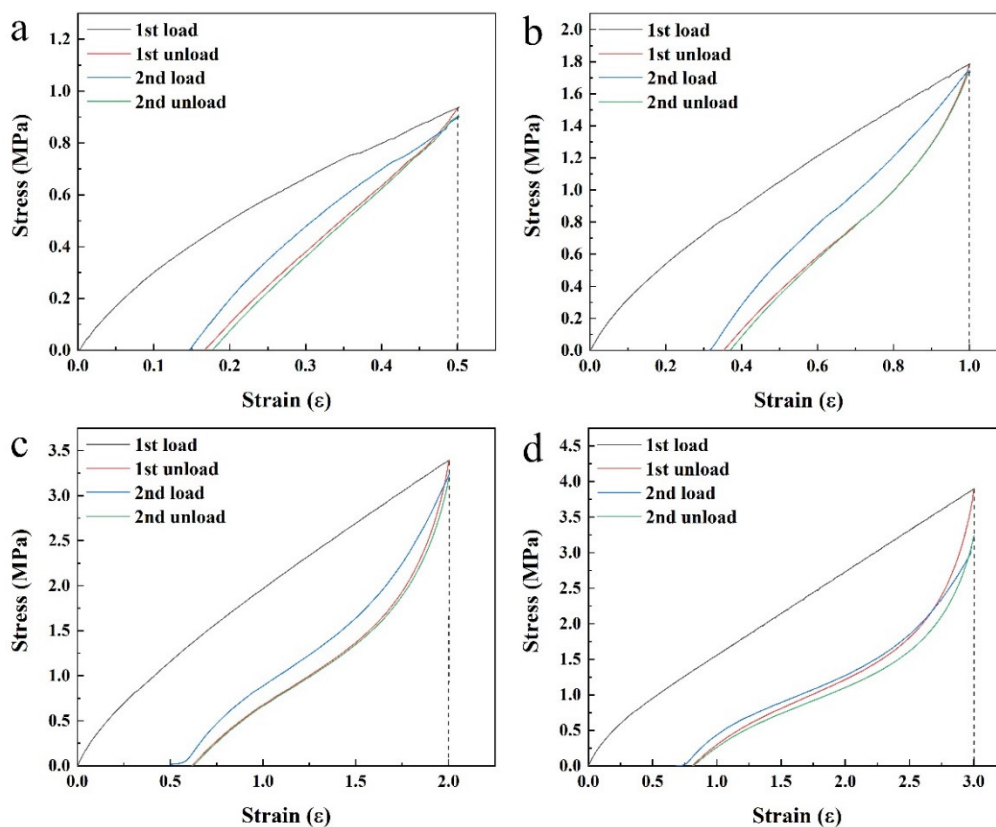 a
1st load
1st unload
2nd load
2nd unload
1.2
1.0
0.8
0.6
0.4
0.2
0.0
Stress (MPa)
0.0 0.1 0.2 0.3 0.4 0.5
Strain (ε)
b
1st load
1st unload
2nd load
2nd unload
2.0
1.8
1.6
1.4
1.2
1.0
0.8
0.6
0.4
0.2
0.0
Stress (MPa)
0.0 0.2 0.4 0.6 0.8 1.0
Strain (ε)
c
1st load
1st unload
2nd load
2nd unload
3.5
3.0
2.5
2.0
1.5
1.0
0.5
0.0
Stress (MPa)
0.0 0.5 1.0 1.5 2.0
Strain (ε)
d
1st load
1st unload
2nd load
2nd unload
4.5
4.0
3.5
3.0
2.5
2.0
1.5
1.0
0.5
0.0
Stress (MPa)
0.0 0.5 1.0 1.5 2.0 2.5 3.0
Strain (ε)